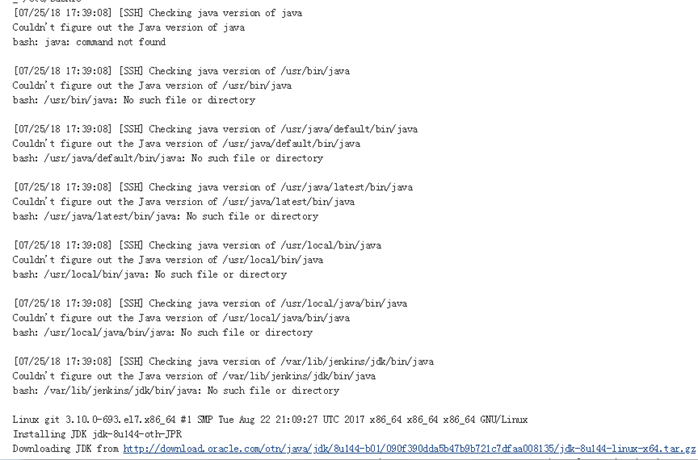 [07/25/18 17:39:08] [SSH] Checking java version of java
Couldn't figure out the Java version of java
bash: java: command not found
[07/25/18 17:39:08] [SSH] Checking java version of /usr/bin/java
Couldn't figure out the Java version of /usr/bin/java
bash: /usr/bin/java: No such file or directory
[07/25/18 17:39:08] [SSH] Checking java version of /usr/java/default/bin/java
Couldn't figure out the Java version of /usr/java/default/bin/java
bash: /usr/java/default/bin/java: No such file or directory
[07/25/18 17:39:08] [SSH] Checking java version of /usr/java/latest/bin/java
Couldn't figure out the Java version of /usr/java/latest/bin/java
bash: /usr/java/latest/bin/java: No such file or directory
[07/25/18 17:39:08] [SSH] Checking java version of /usr/local/bin/java
Couldn't figure out the Java version of /usr/local/bin/java
bash: /usr/local/bin/java: No such file or directory
[07/25/18 17:39:08] [SSH] Checking java version of /usr/local/java/bin/java
Couldn't figure out the Java version of /usr/local/java/bin/java
bash: /usr/local/java/bin/java: No such file or directory
[07/25/18 17:39:08] [SSH] Checking java version of /var/lib/jenkins/jdk/bin/java
Couldn't figure out the Java version of /var/lib/jenkins/jdk/bin/java
bash: /var/lib/jenkins/jdk/bin/java: No such file or directory
Linux git 3.10.0-693.el7.x86_64 #1 SMP Tue Aug 22 21:09:27 UTC 2017 x86_64 x86_64 x86_64 GNU/Linux
Installing JDK jdk-8u144-oth-JPR
Downloading JDK from http://download.oracle.com/otn/java/jdk/8u144-b01/090f390dda5b47b9b721c7dfaa008135/jdk-8u144-linux-x64.tar.gz